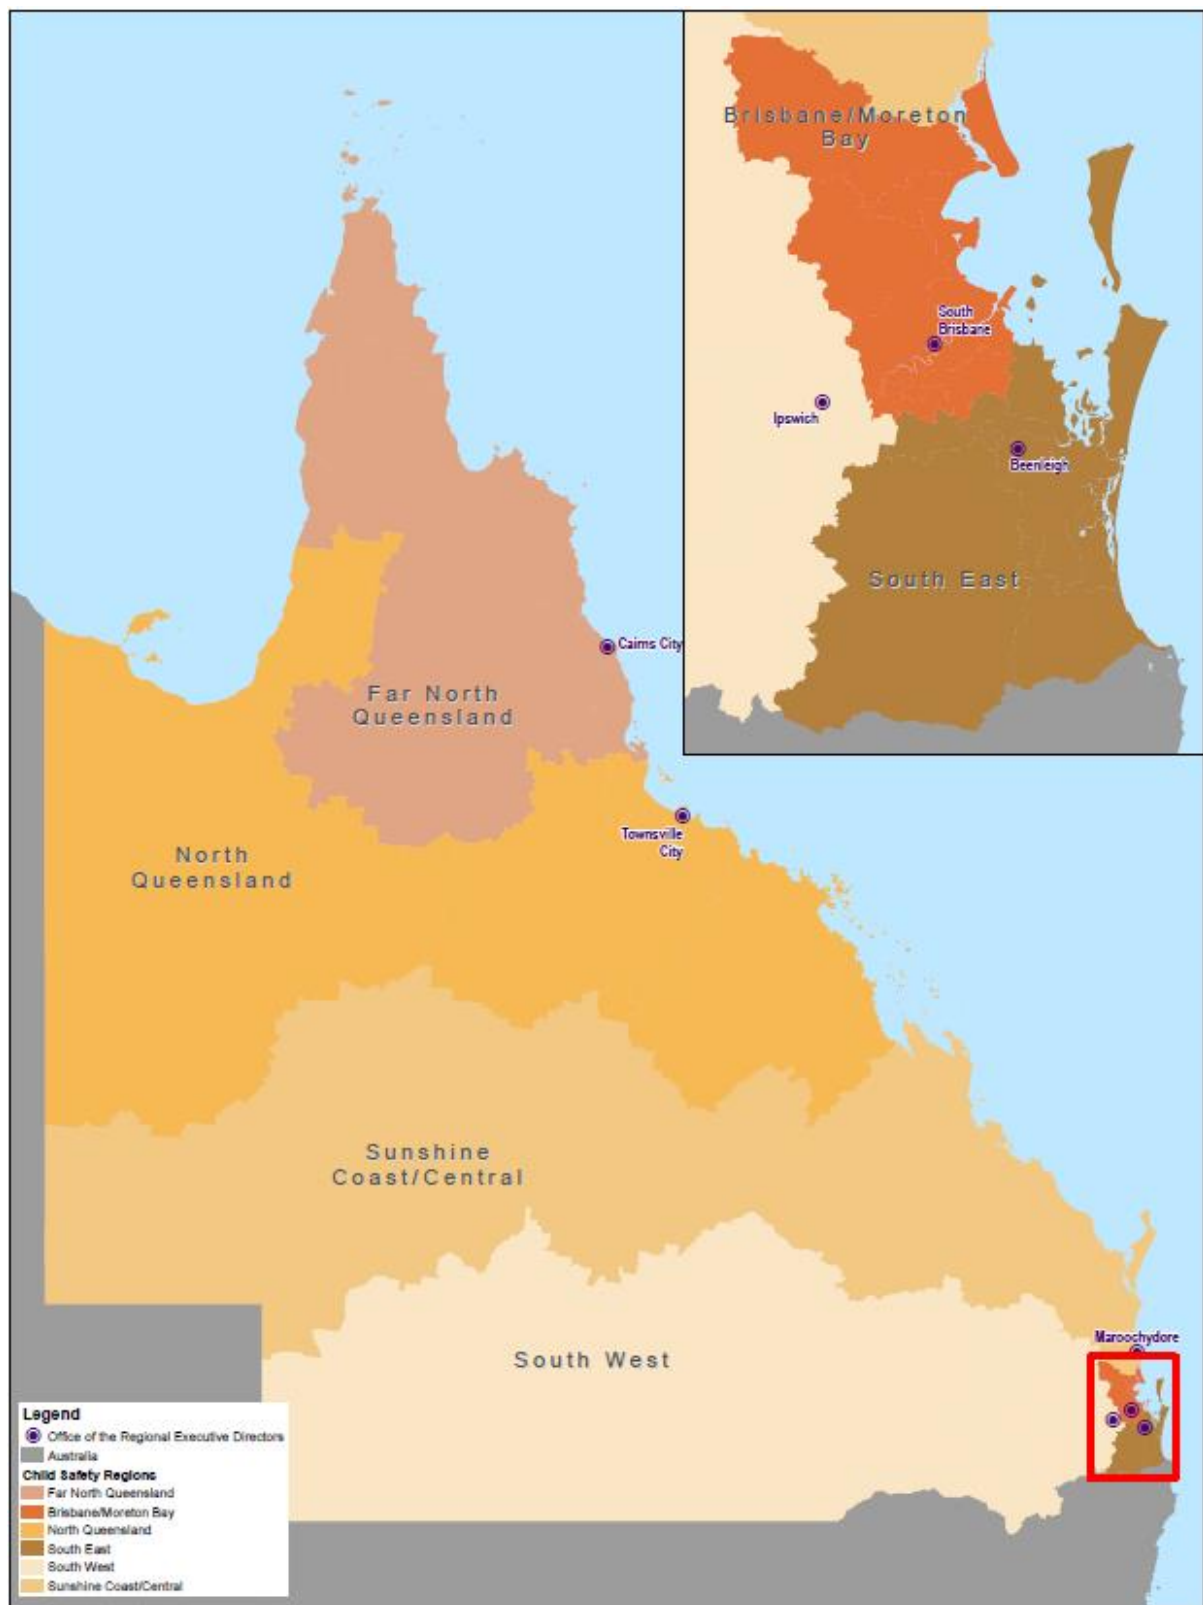 Brisbane/Moreton
Bay
South
Brisbane
Ipswich
Beenleigh
South East
Cairns City
Far North
Queensland
Townsville
City
North
Queensland
Sunshine
Coast/Central
Maroochydore
South West
Legend
Office of the Regional Executive Directors
Australia
Child Safety Regions
Far North Queensland
Brisbane/Moreton Bay
North Queensland
South East
South West
Sunshine Coast/Central